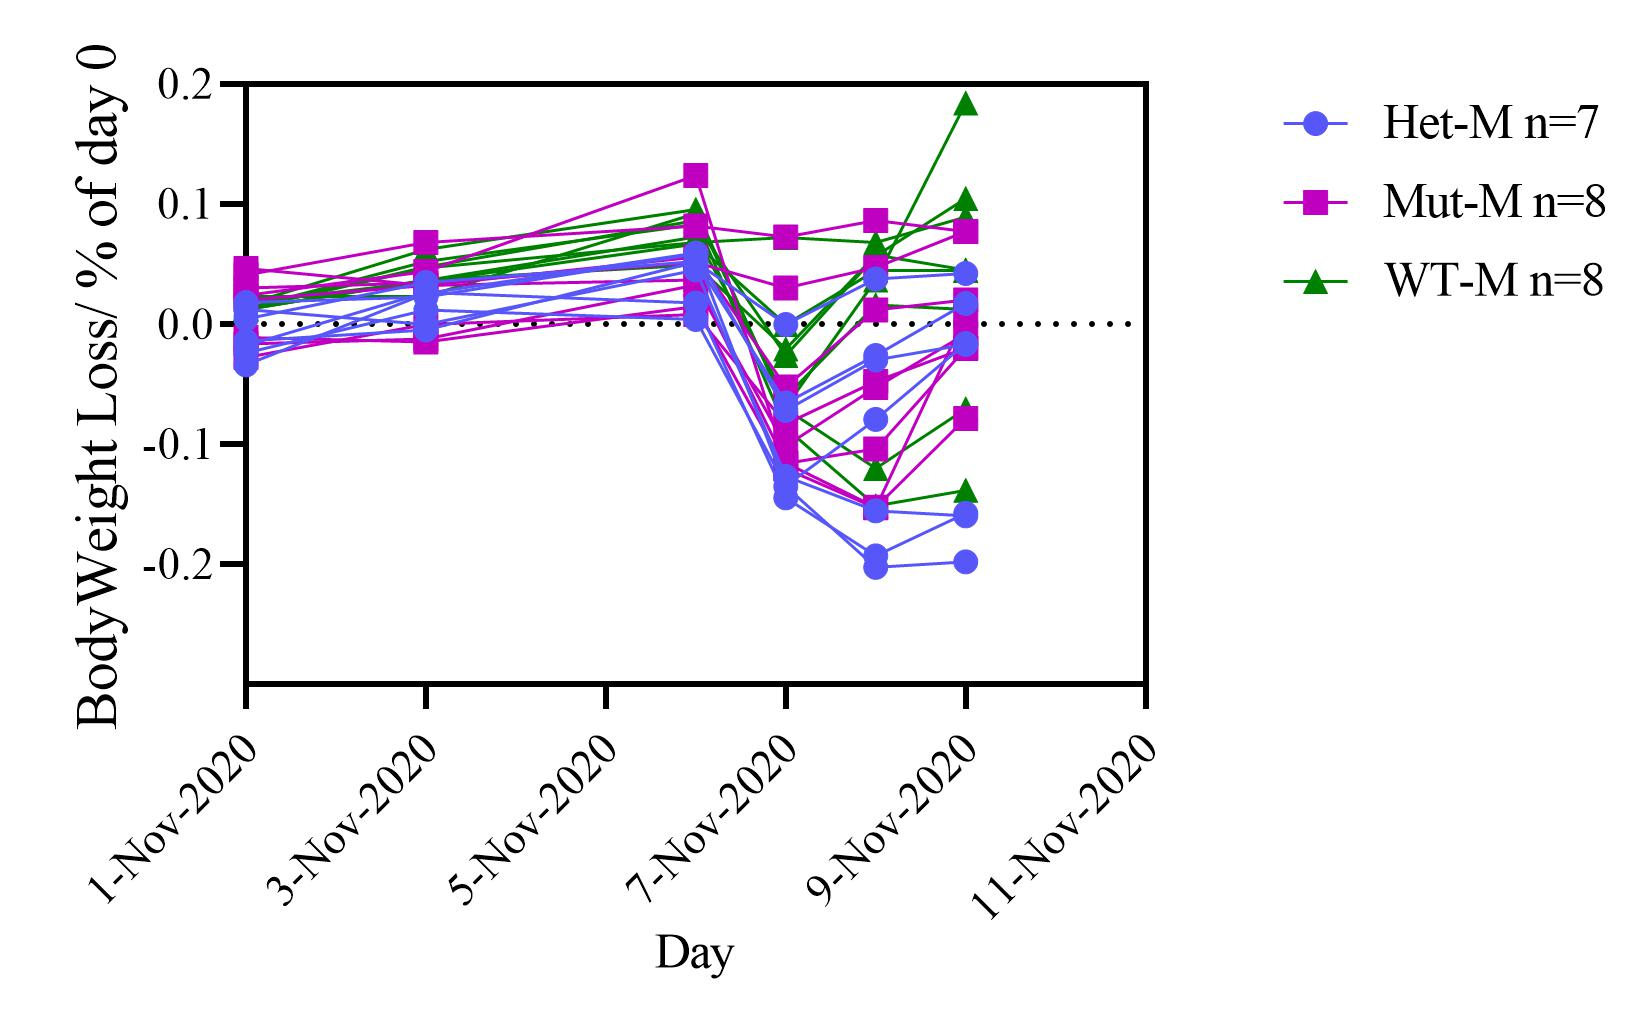 BodyWeight Loss/ % of day 0
0.2
0.1
0.0
-0.1
-0.2
1-Nov-2020
3-Nov-2020
5-Nov-2020
7-Nov-2020
9-Nov-2020
11-Nov-2020
Day
Het-M n=7
Mut-M n=8
WT-M n=8